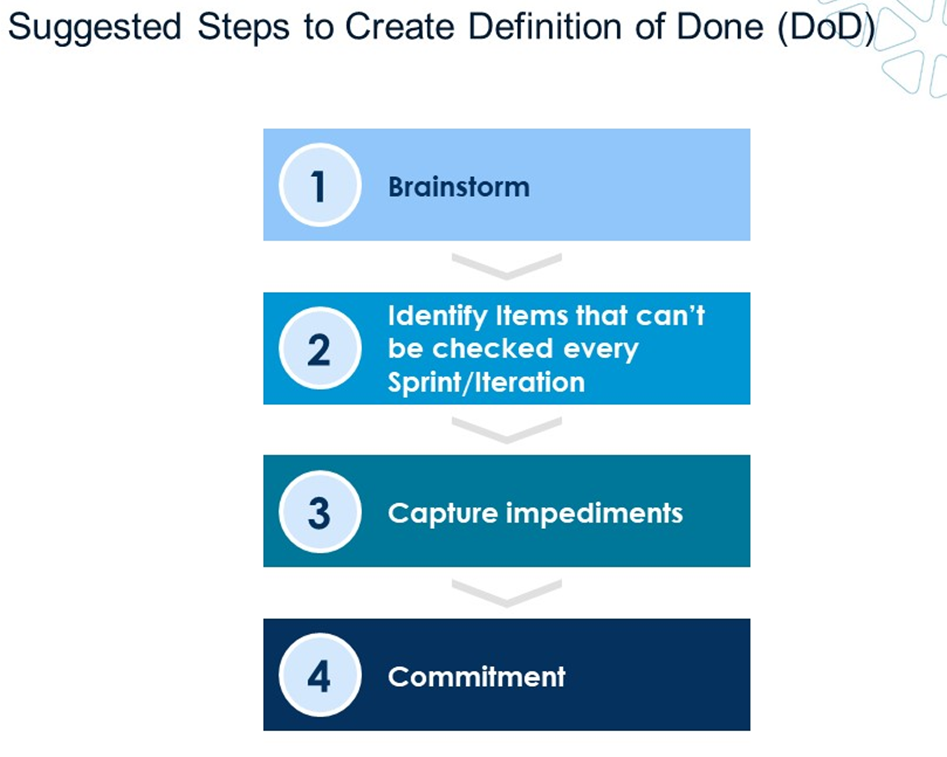 Suggested Steps to Create Definition of Done (DoD)
1
Brainstorm
2
Identify Items that can’t
be checked every
Sprint/Iteration
3
Capture impediments
4
Commitment